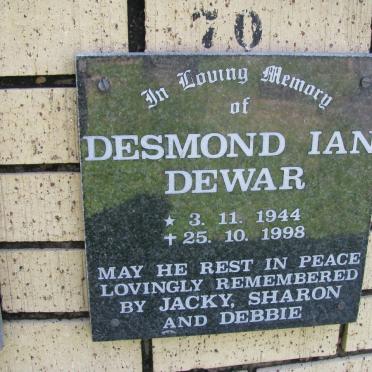 70
In Loving Memory
of
DESMOND IAN
DEWAR
★ 3. 11. 1944
✝ 25. 10. 1998
MAY HE REST IN PEACE
LOVINGLY REMEMBERED
BY JACKY, SHARON
AND DEBBIE